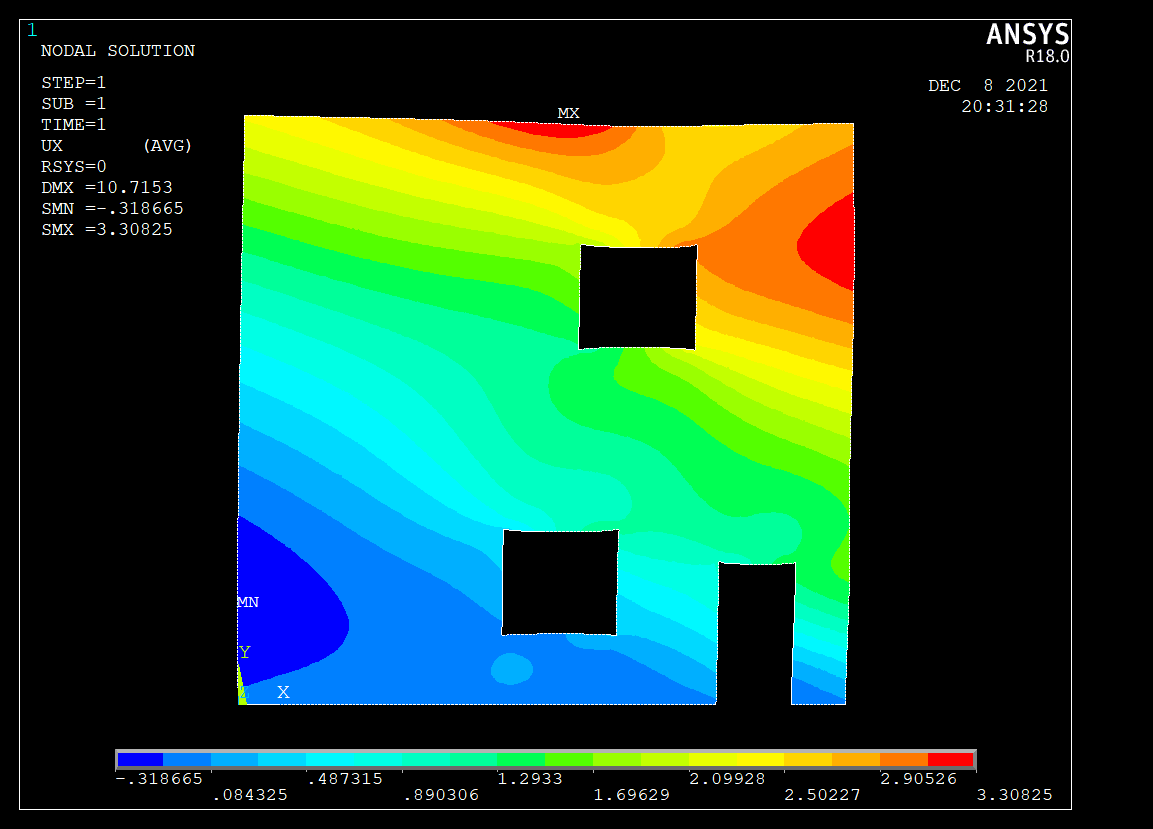 1
ANSYS
R18.0
NODAL SOLUTION
DEC 8 2021
20:31:28
STEP=1
SUB =1
TIME=1
UX (AVG)
RSYS=0
DMX =10.7153
SMN =-.318665
SMX =3.30825
MX
MN
Y
X
-.318665 .487315 1.2933 2.09928 2.90526
.084325 .890306 1.69629 2.50227 3.30825